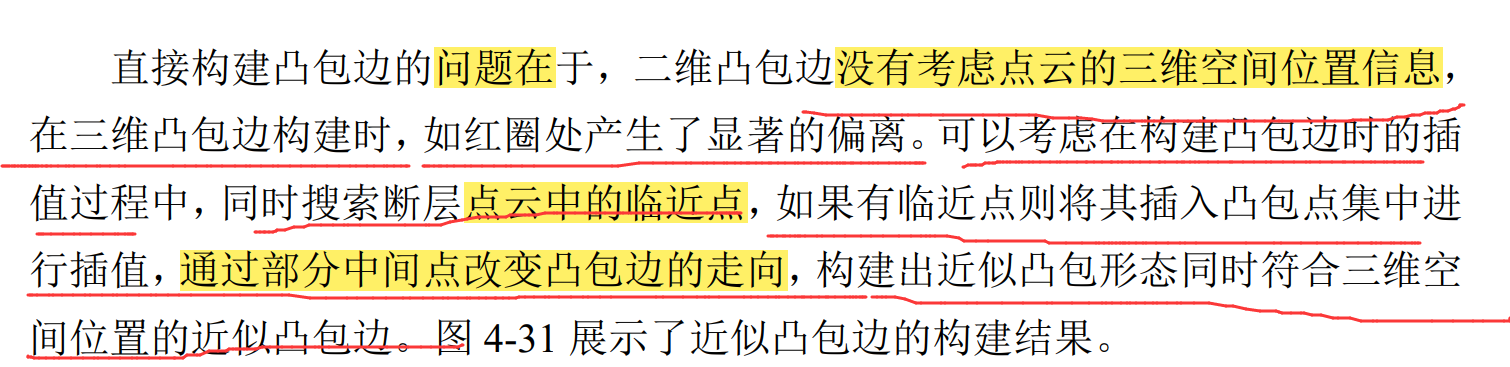 直接构建凸包边的问题在于，二维凸包边没有考虑点云的三维空间位置信息，
在三维凸包边构建时，如红圈处产生了显著的偏离。可以考虑在构建凸包边时的插
值过程中，同时搜索断层点云中的临近点，如果有临近点则将其插入凸包点集中进
行插值，通过部分中间点改变凸包边的走向，构建出近似凸包形态同时符合三维空
间位置的近似凸包边。图 4-31 展示了近似凸包边的构建结果。